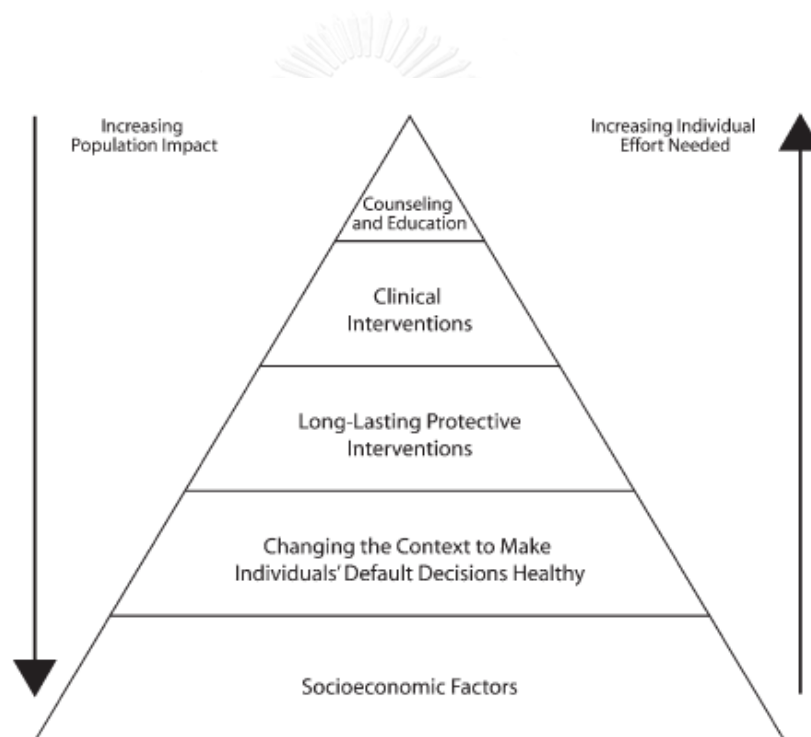 Increasing
Population Impact
Increasing Individual
Effort Needed
Counseling
and Education
Clinical
Interventions
Long-Lasting Protective
Interventions
Changing the Context to Make
Individuals' Default Decisions Healthy
Socioeconomic Factors